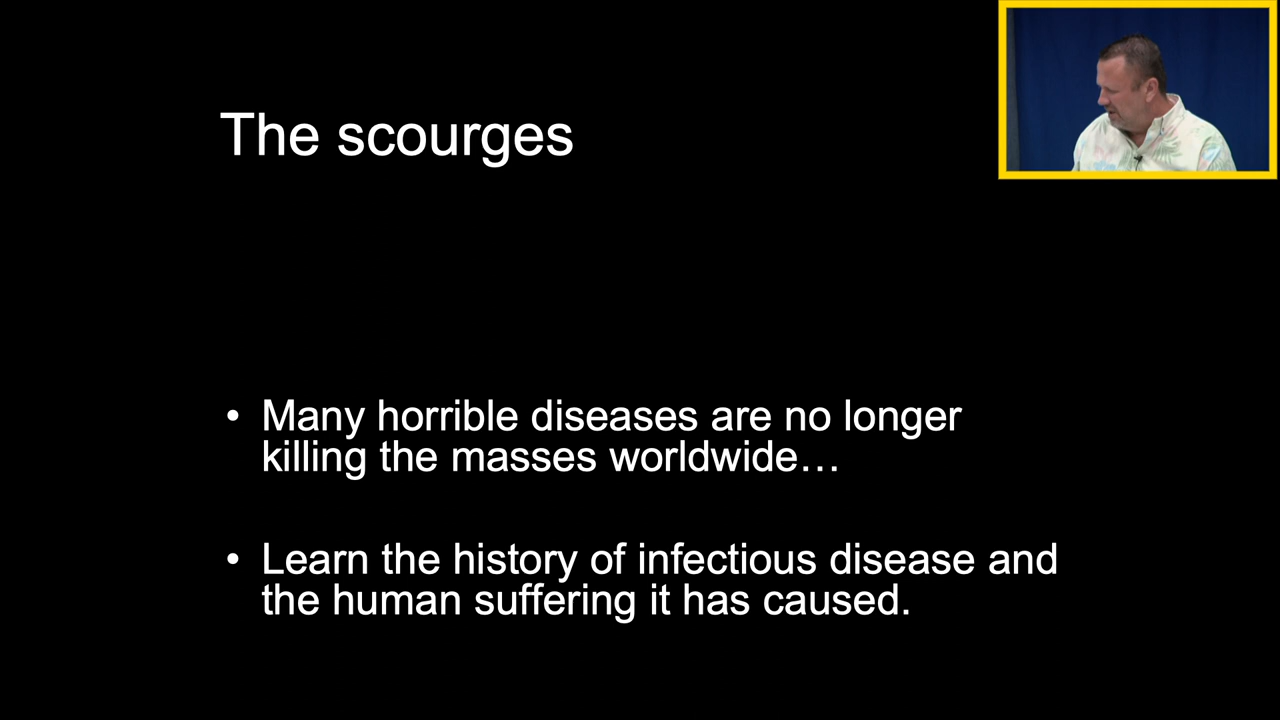 The scourges
• Many horrible diseases are no longer
killing the masses worldwide…
• Learn the history of infectious disease and
the human suffering it has caused.